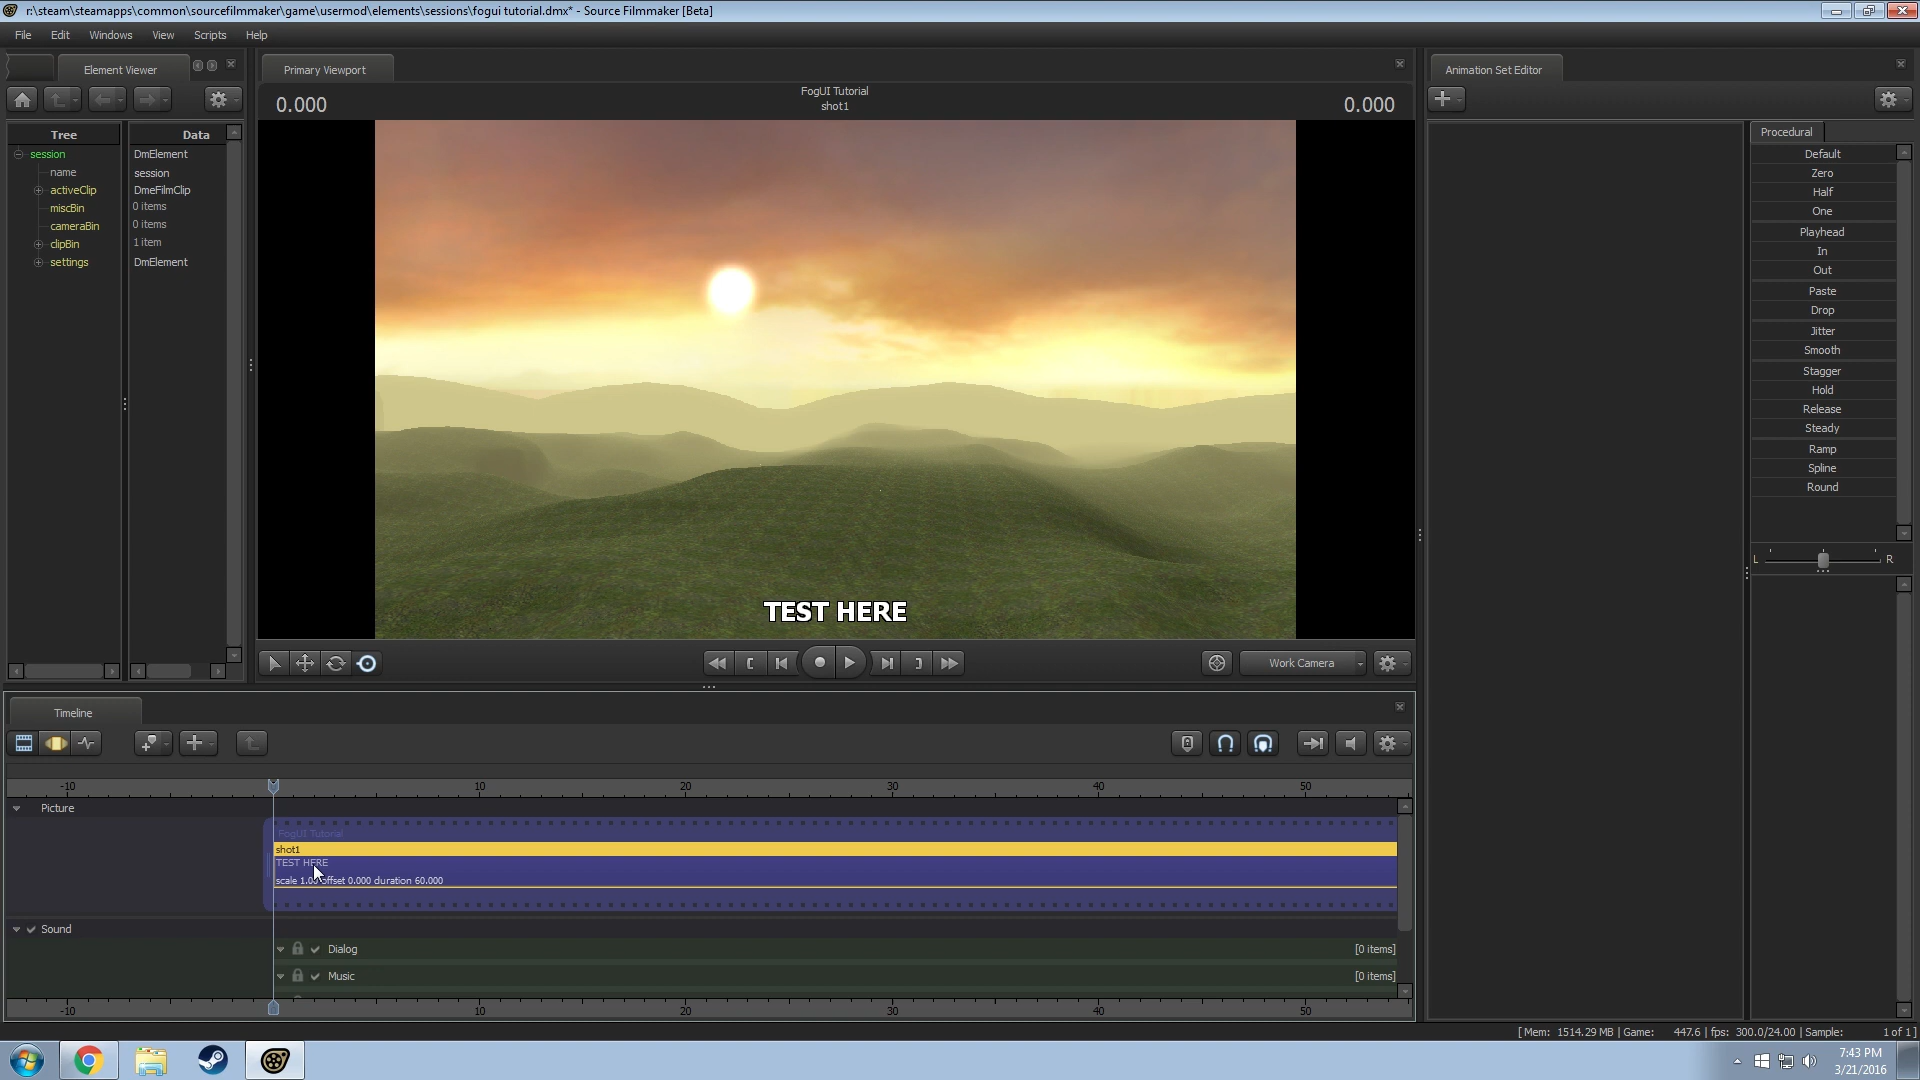 r:\steam\steamapps\common\sourcefilmmaker\game\usermod\elements\sessions\fogui tutorial.dmx* - Source Filmmaker [Beta]
File Edit Windows View Scripts Help
Element Viewer
Primary Viewport
Animation Set Editor
0.000
FogUI Tutorial
shot1
0.000
Tree Data
session DmElement
name session
activeClip DmeFilmClip
miscBin 0 items
cameraBin 0 items
clipBin 1 item
settings DmElement
TEST HERE
Procedural
Default
Zero
Half
One
Playhead
In
Out
Paste
Drop
Jitter
Smooth
Stagger
Hold
Release
Steady
Ramp
Spline
Round
L R
Work Camera
Timeline
-10 10 20 30 40 50
Picture
FogUI Tutorial
shot1
TEST HERE
scale 1.00 offset 0.000 duration 60.000
Sound
Dialog [0 items]
Music [0 items]
-10 10 20 30 40 50
[ Mem: 1514.29 MB | Game: 447.6 | fps: 300.0/24.00 | Sample: 1 of 1 ]
7:43 PM
3/21/2016